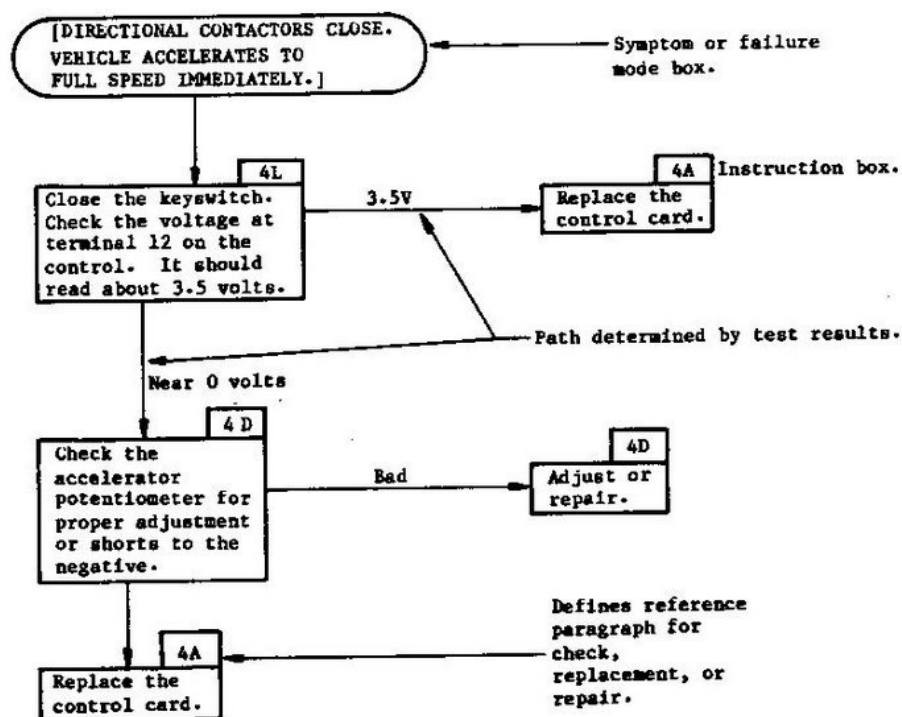 [DIRECTIONAL CONTACTORS CLOSE.
VEHICLE ACCELERATES TO
FULL SPEED IMMEDIATELY.]
Symptom or failure
mode box.
4L
Close the keyswitch.
Check the voltage at
terminal 12 on the
control. It should
read about 3.5 volts.
3.5V
4A
Instruction box.
Replace the
control card.
Path determined by test results.
Near 0 volts
4D
Check the
accelerator
potentiometer for
proper adjustment
or shorts to the
negative.
Bad
4D
Adjust or
repair.
4A
Replace the
control card.
Defines reference
paragraph for
check,
replacement, or
repair.